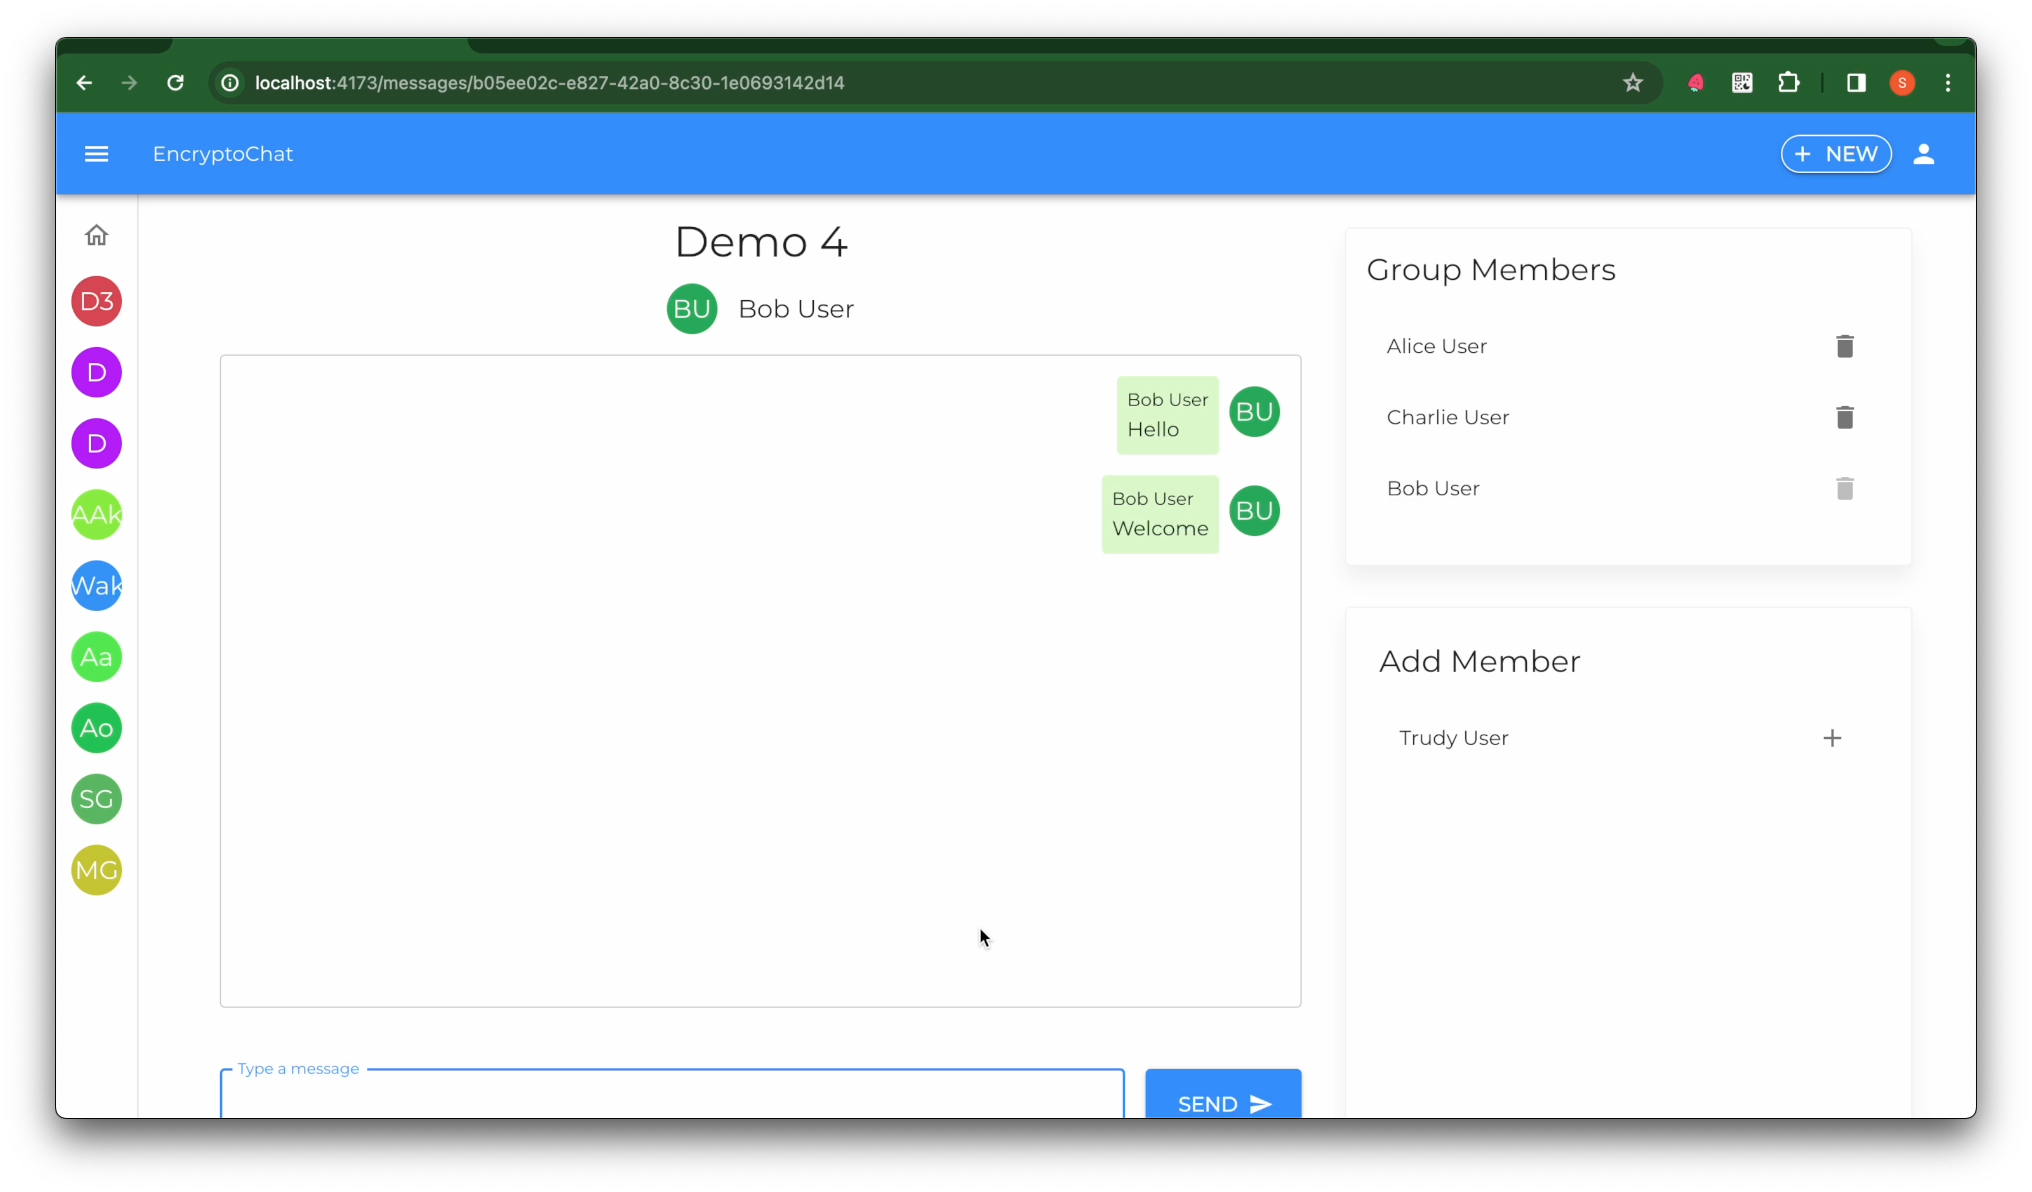 localhost:4173/messages/b05ee02c-e827-42a0-8c30-1e0693142d14
S
EncryptoChat
+ NEW
D3
D
D
AAk
Wak
Aa
Ao
SG
MG
Demo 4
BU Bob User
Bob User
Hello
BU
Bob User
Welcome
BU
Type a message
SEND
Group Members
Alice User
Charlie User
Bob User
Add Member
Trudy User